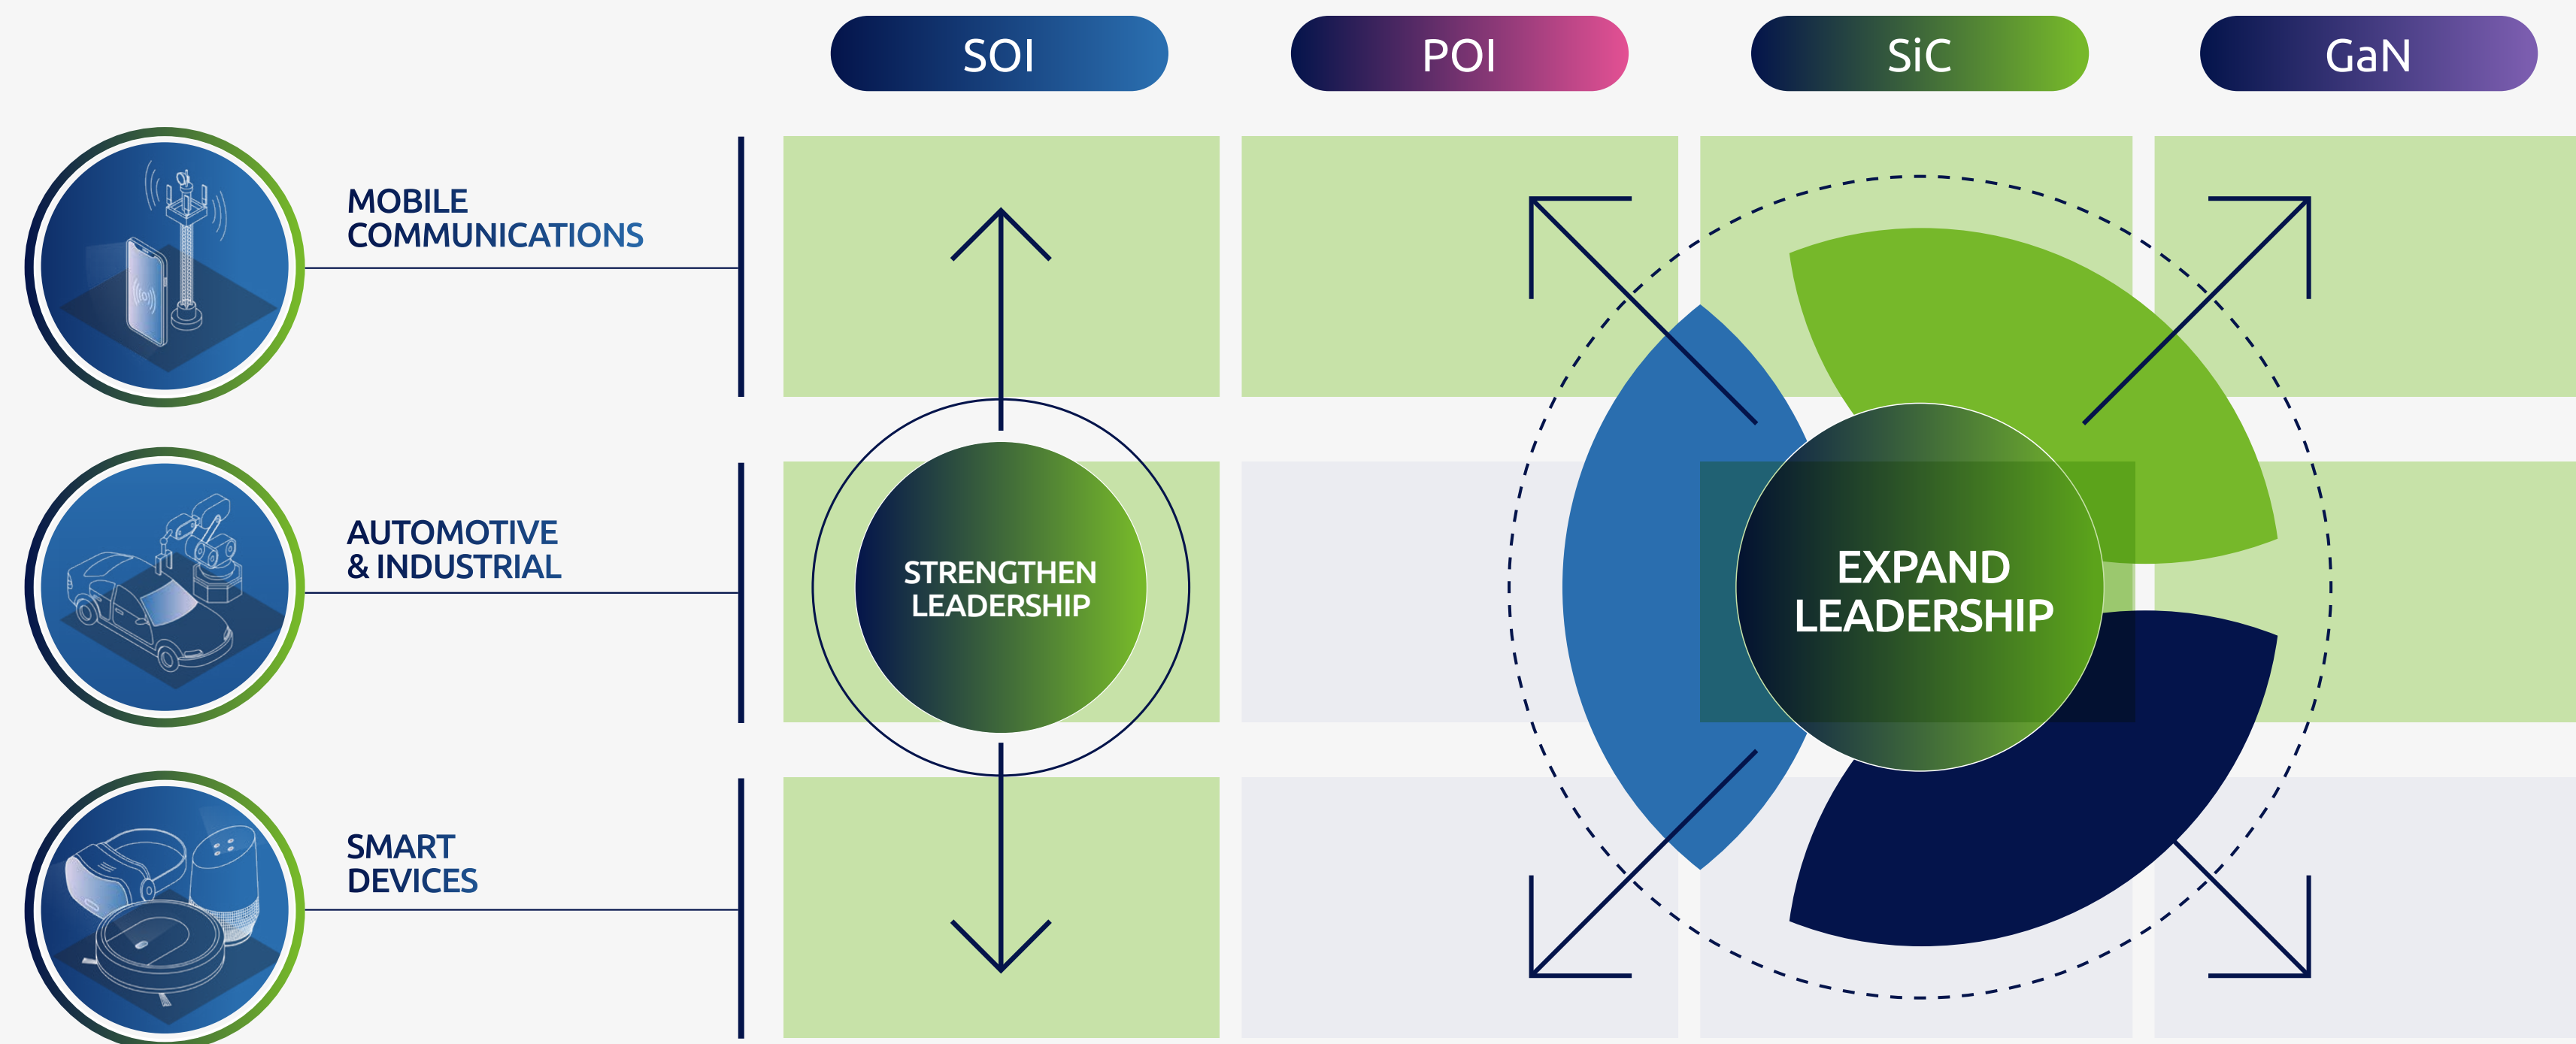 SOI
POI
SiC
GaN
MOBILE
COMMUNICATIONS
AUTOMOTIVE
& INDUSTRIAL
STRENGTHEN
LEADERSHIP
EXPAND
LEADERSHIP
SMART
DEVICES